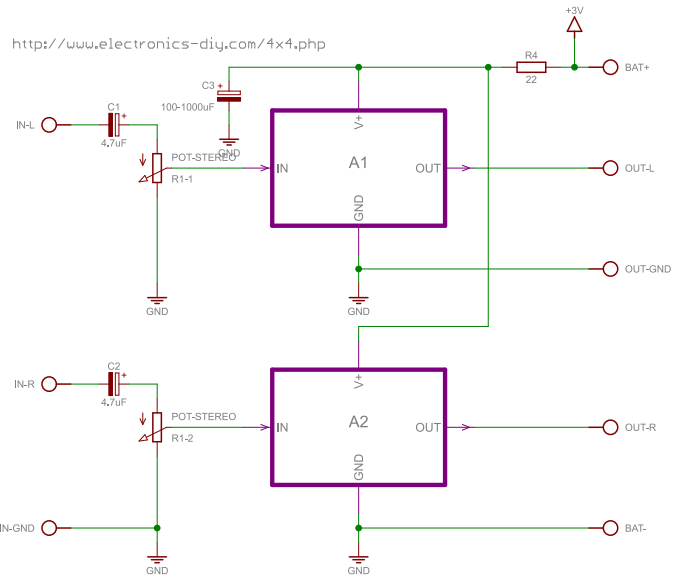 +3V
http://www.electronics-diy.com/4x4.php
R4
22
BAT+
C3
+
100-1000uF
GND
IN-L
C1
+
4.7uF
POT-STEREO
R1-1
V+
A1
IN
OUT
GND
OUT-L
OUT-GND
GND
GND
IN-R
C2
+
4.7uF
POT-STEREO
R1-2
V+
A2
IN
OUT
GND
OUT-R
IN-GND
BAT-
GND
GND